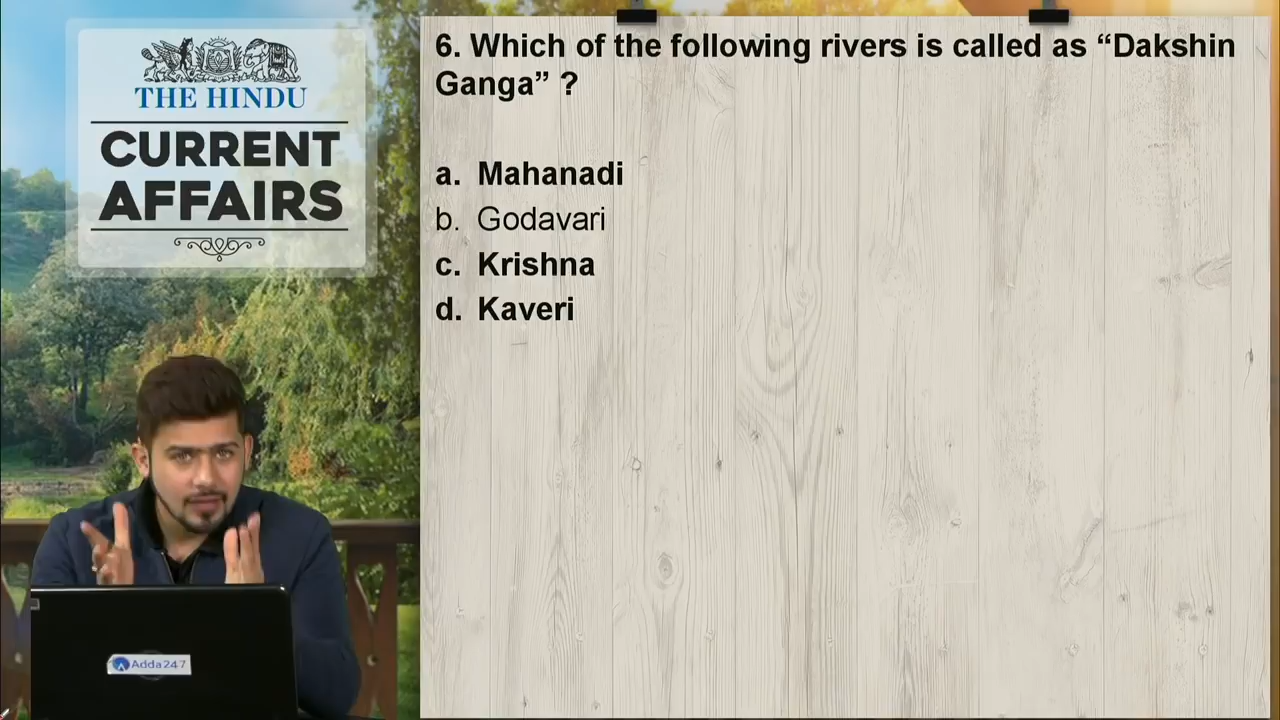 THE HINDU
CURRENT
AFFAIRS
6. Which of the following rivers is called as “Dakshin
Ganga” ?
a. Mahanadi
b. Godavari
c. Krishna
d. Kaveri
Adda247